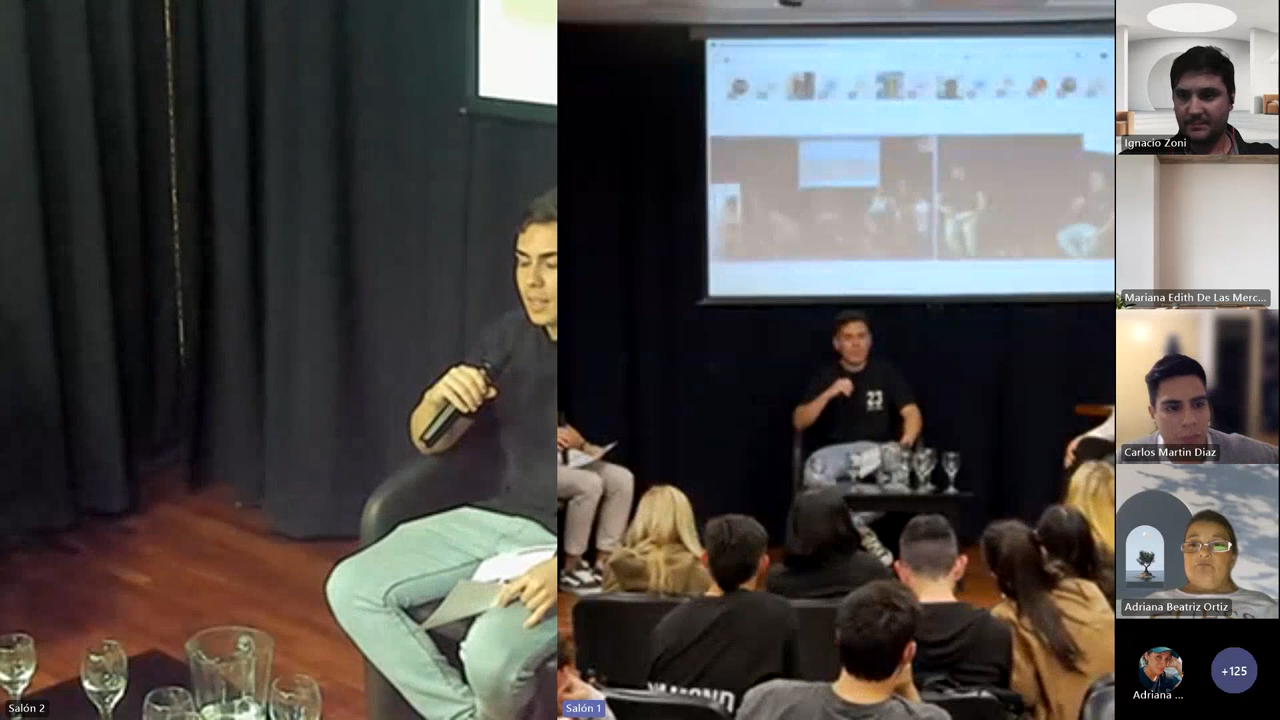 Salón 2
23
Salón 1
Ignacio Zoni
Mariana Edith De Las Merc...
Carlos Martin Diaz
Adriana Beatriz Ortiz
Adriana ...
+125